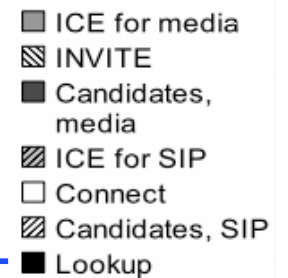 ICE for media
INVITE
Candidates,
media
ICE for SIP
Connect
Candidates, SIP
Lookup